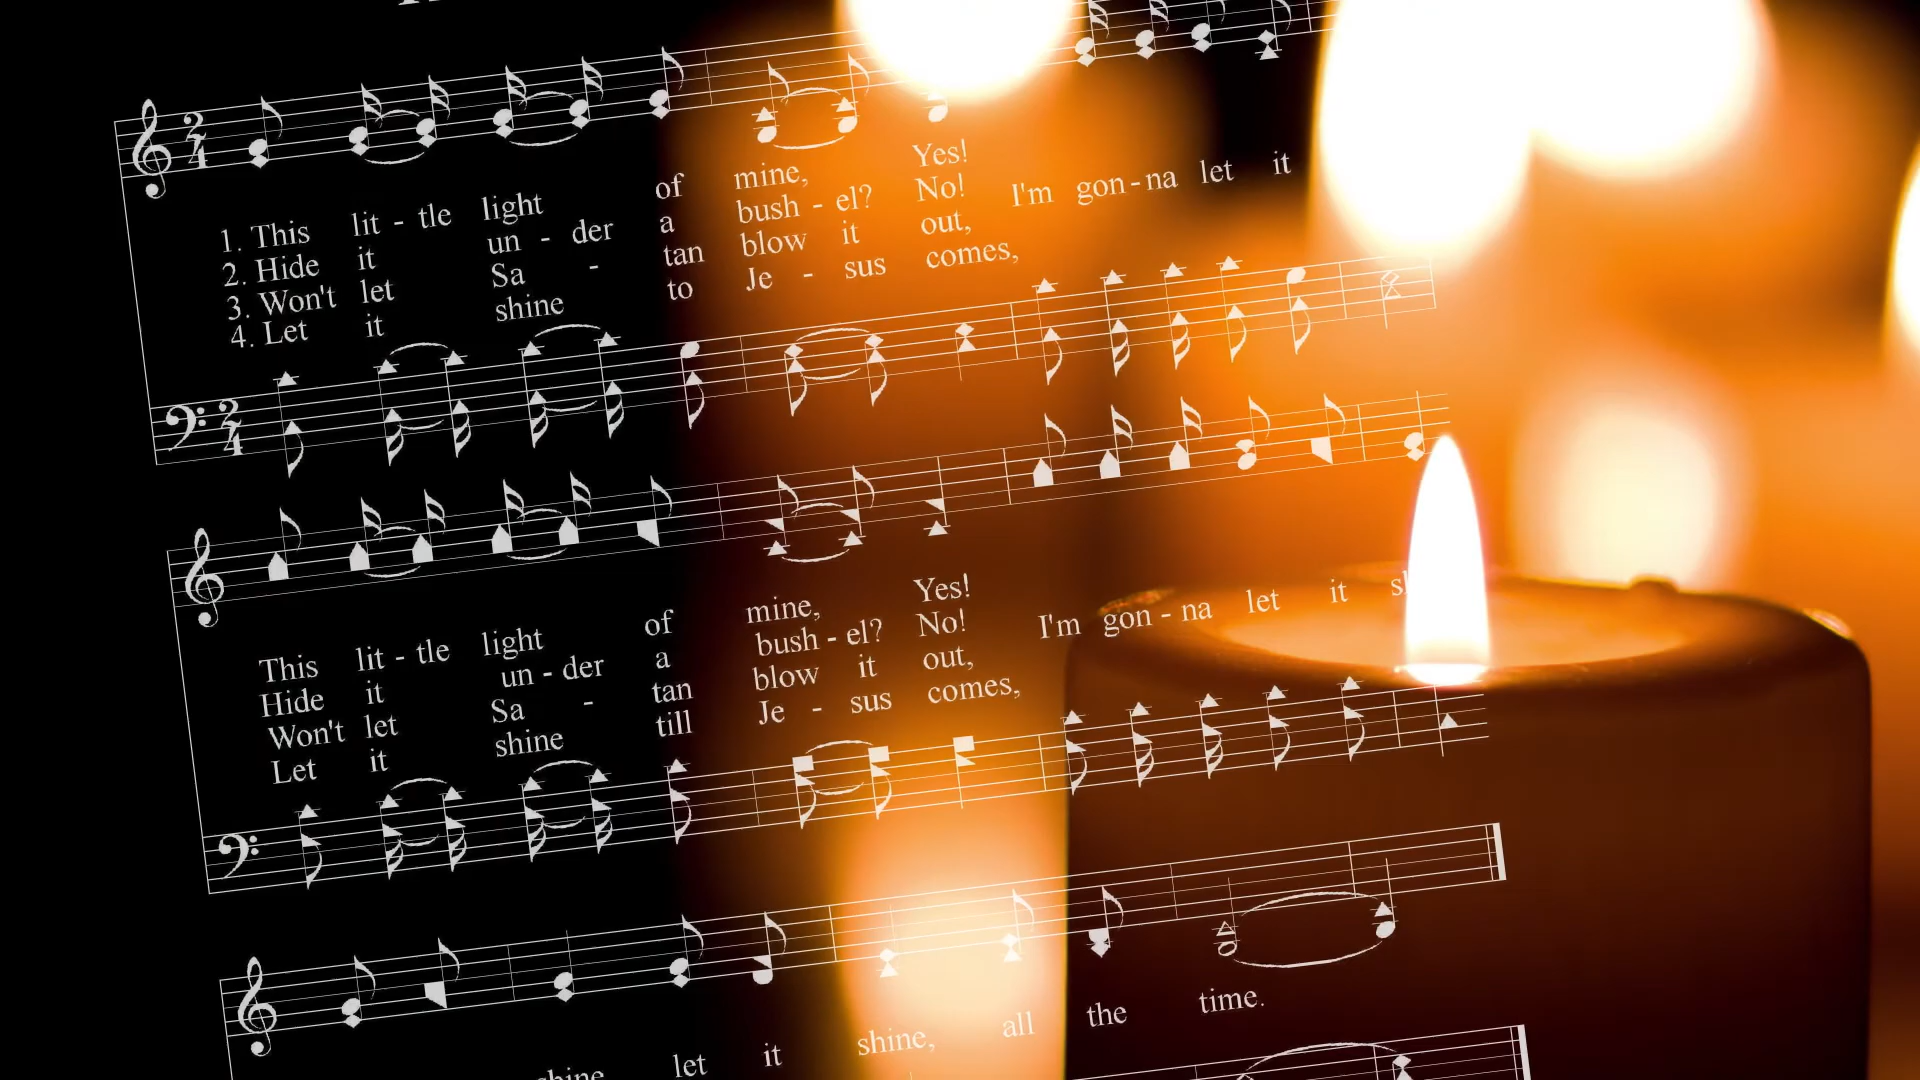 1. This lit - tle light of mine, Yes!
2. Hide it un - der a bush - el? No! I'm gon - na let it
3. Won't let Sa - tan blow it out,
4. Let it shine to Je - sus comes,
This lit - tle light of mine, Yes!
Hide it un - der a bush - el? No! I'm gon - na let it
Won't let Sa - tan blow it out,
Let it shine till Je - sus comes,
shine let it shine, all the time.